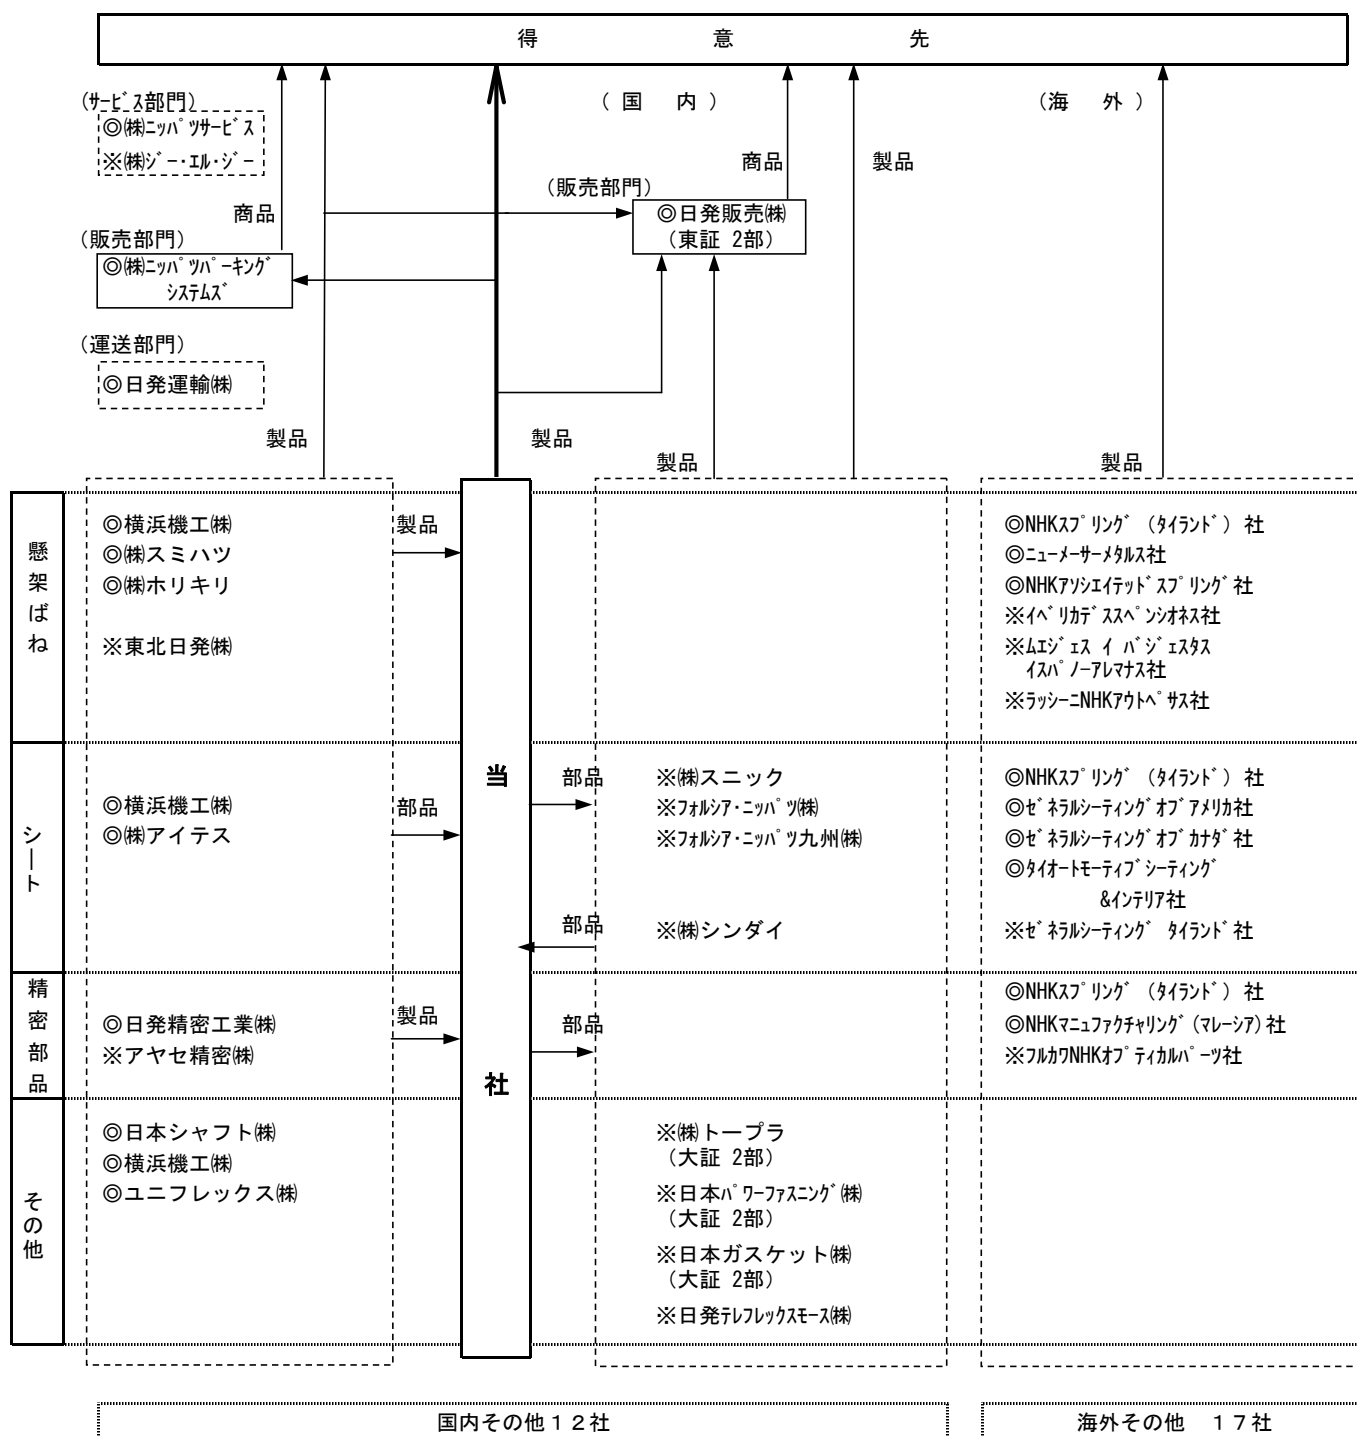 得 意 先
(ｻｰﾋﾞｽ部門)
( 国 内 )
( 海 外 )
◎㈱ﾆｯﾊﾟﾂｻｰﾋﾞｽ
※㈱ｼﾞｰ・ｴﾙ・ｼﾞｰ
商品
製品
(販売部門)
商品
◎日発販売㈱
(東証 2部)
(販売部門)
◎㈱ﾆｯﾊﾟﾂﾊﾟｰｷﾝｸﾞ
ｼｽﾃﾑｽﾞ
(運送部門)
◎日発運輸㈱
製品
製品
製品
製品
懸架ばね
◎横浜機工㈱
◎㈱スミハツ
◎㈱ホリキリ
※東北日発㈱
製品
◎NHKｽﾌﾟﾘﾝｸﾞ (ﾀｲﾗﾝﾄﾞ) 社
◎ﾆｭｰﾒｰｻｰﾒﾀﾙｽ社
◎NHKｱｿｼｴｲﾃｯﾄﾞｽﾌﾟﾘﾝｸﾞ社
※ｲﾍﾞﾘｶﾃﾞｽｽﾍﾟﾝｼｵﾈｽ社
※ﾑｴｼﾞｪｽ ｲ ﾊﾞｼﾞｪｽﾀｽ
ｲｽﾊﾟﾉｰｱﾚﾏﾅｽ社
※ﾗｯｼｰﾆNHKｱｳﾄﾍﾟｻｽ社
シート
◎横浜機工㈱
◎㈱アイテス
部品
当社
部品
※㈱スニック
※ﾌｫﾙｼｱ・ﾆｯﾊﾟﾂ㈱
※ﾌｫﾙｼｱ・ﾆｯﾊﾟﾂ九州㈱
部品
※㈱シンダイ
◎NHKｽﾌﾟﾘﾝｸﾞ (ﾀｲﾗﾝﾄﾞ) 社
◎ｾﾞﾈﾗﾙｼｰﾃｨﾝｸﾞｵﾌﾞｱﾒﾘｶ社
◎ｾﾞﾈﾗﾙｼｰﾃｨﾝｸﾞｵﾌﾞｶﾅﾀﾞ社
◎ﾀｲｵｰﾄﾓｰﾃｨﾌﾞｼｰﾃｨﾝｸﾞ
&ｲﾝﾃﾘｱ社
※ｾﾞﾈﾗﾙｼｰﾃｨﾝｸﾞ ﾀｲﾗﾝﾄﾞ社
精密部品
◎日発精密工業㈱
※アヤセ精密㈱
製品
部品
◎NHKｽﾌﾟﾘﾝｸﾞ (ﾀｲﾗﾝﾄﾞ) 社
◎NHKﾏﾆｭﾌｧｸﾁｬﾘﾝｸﾞ(ﾏﾚｰｼｱ)社
※ﾌﾙｶﾜNHKｵﾌﾟﾃｨｶﾙﾊﾟｰﾂ社
その他
◎日本シャフト㈱
◎横浜機工㈱
◎ユニフレックス㈱
※㈱トープラ
(大証 2部)
※日本ﾊﾟﾜｰﾌｧｽﾆﾝｸﾞ㈱
(大証 2部)
※日本ガスケット㈱
(大証 2部)
※日発ﾃﾚﾌﾚｯｸｽﾓｰｽ㈱
国内その他１２社
海外その他 １７社